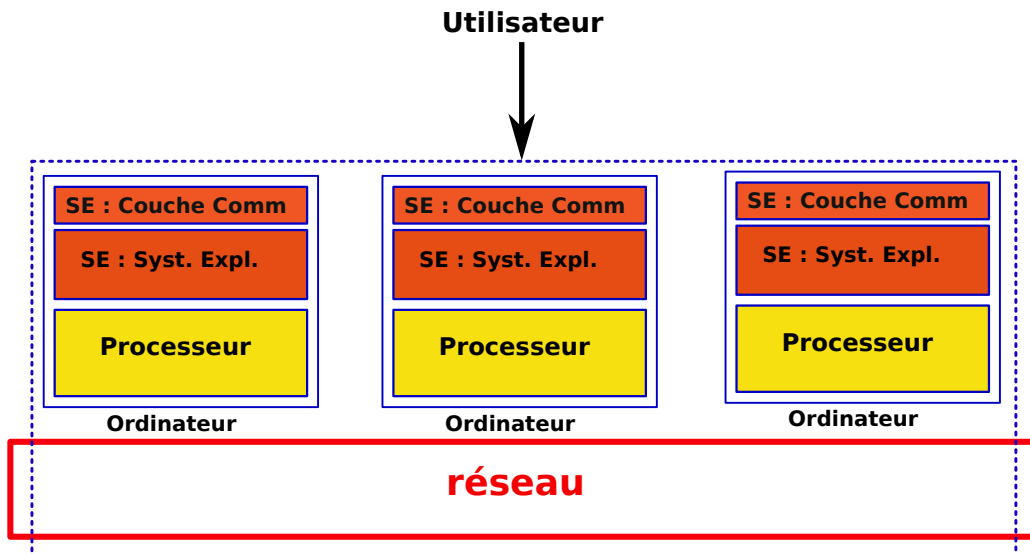 Utilisateur
SE : Couche Comm
SE : Syst. Expl.
Processeur
Ordinateur
SE : Couche Comm
SE : Syst. Expl.
Processeur
Ordinateur
SE : Couche Comm
SE : Syst. Expl.
Processeur
Ordinateur
réseau